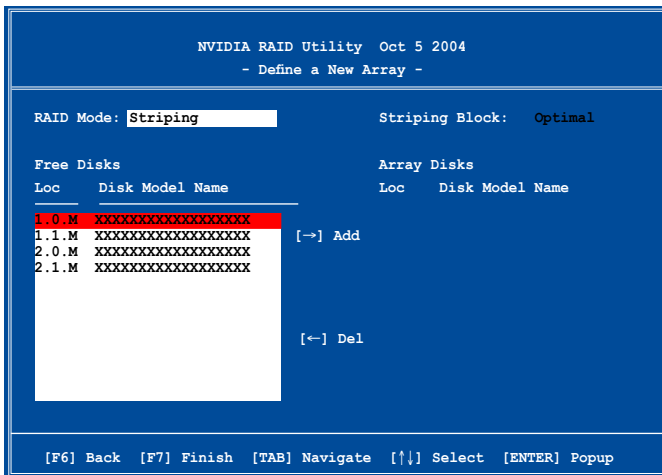 NVIDIA RAID Utility Oct 5 2004
- Define a New Array -
RAID Mode: Striping Striping Block: Optimal
Free Disks Array Disks
Loc Disk Model Name Loc Disk Model Name
1.0.M XXXXXXXXXXXXXXXXXX
1.1.M XXXXXXXXXXXXXXXXXX [→] Add
2.0.M XXXXXXXXXXXXXXXXXX
2.1.M XXXXXXXXXXXXXXXXXX
[←] Del
[F6] Back [F7] Finish [TAB] Navigate [↑↓] Select [ENTER] Popup